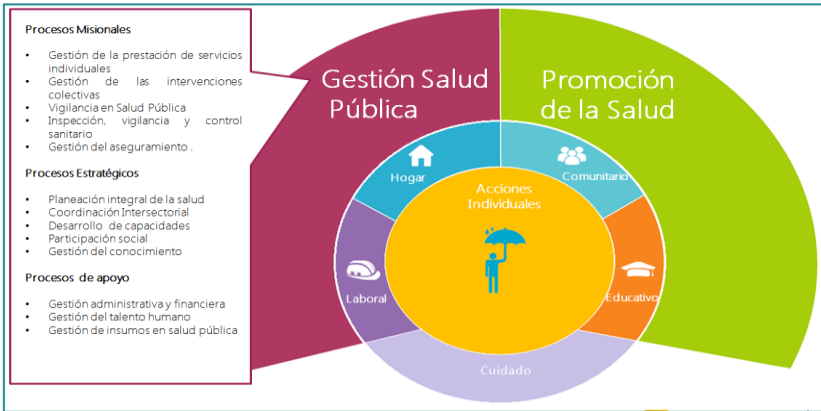 Procesos Misionales
• Gestión de la prestación de servicios
individuales
• Gestión de las intervenciones
colectivas
• Vigilancia en Salud Pública
• Inspección, vigilancia y control
sanitario
• Gestión del aseguramiento .
Procesos Estratégicos
• Planeación integral de la salud
• Coordinación Intersectorial
• Desarrollo de capacidades
• Participación social
• Gestión del conocimiento
Procesos de apoyo
• Gestión administrativa y financiera
• Gestión del talento humano
• Gestión de insumos en salud pública
Gestión Salud
Pública
Promoción
de la Salud
Hogar
Comunitario
Acciones
Individuales
Laboral
Educativo
Cuidado